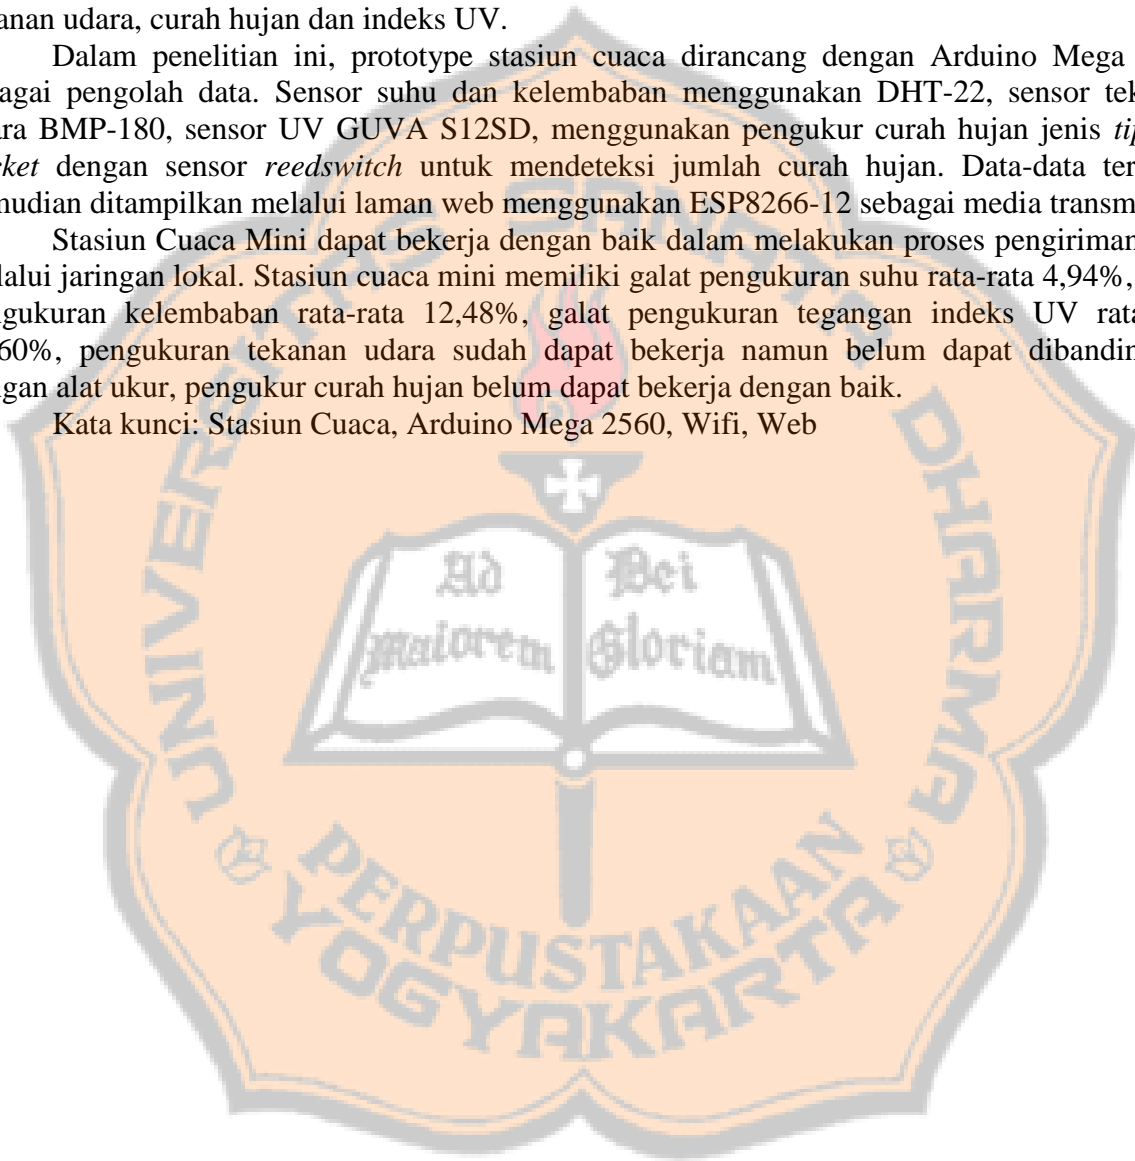 anan udara, curah hujan dan indeks UV.
Dalam penelitian ini, prototype stasiun cuaca dirancang dengan Arduino Mega
agai pengolah data. Sensor suhu dan kelembaban menggunakan DHT-22, sensor tek
ara BMP-180, sensor UV GUVA S12SD, menggunakan pengukur curah hujan jenis tip
cket dengan sensor reedswitch untuk mendeteksi jumlah curah hujan. Data-data ter
mudian ditampilkan melalui laman web menggunakan ESP8266-12 sebagai media transm
Stasiun Cuaca Mini dapat bekerja dengan baik dalam melakukan proses pengiriman
lalui jaringan lokal. Stasiun cuaca mini memiliki galat pengukuran suhu rata-rata 4,94%,
ngukuran kelembaban rata-rata 12,48%, galat pengukuran tegangan indeks UV rata
60%, pengukuran tekanan udara sudah dapat bekerja namun belum dapat dibandin
ngan alat ukur, pengukur curah hujan belum dapat bekerja dengan baik.
Kata kunci: Stasiun Cuaca, Arduino Mega 2560, Wifi, Web
UNIVERSITAS SANATA DHARMA
Ad Dei
maiorem Gloriam
PERPUSTAKAAN
YOGYAKARTA